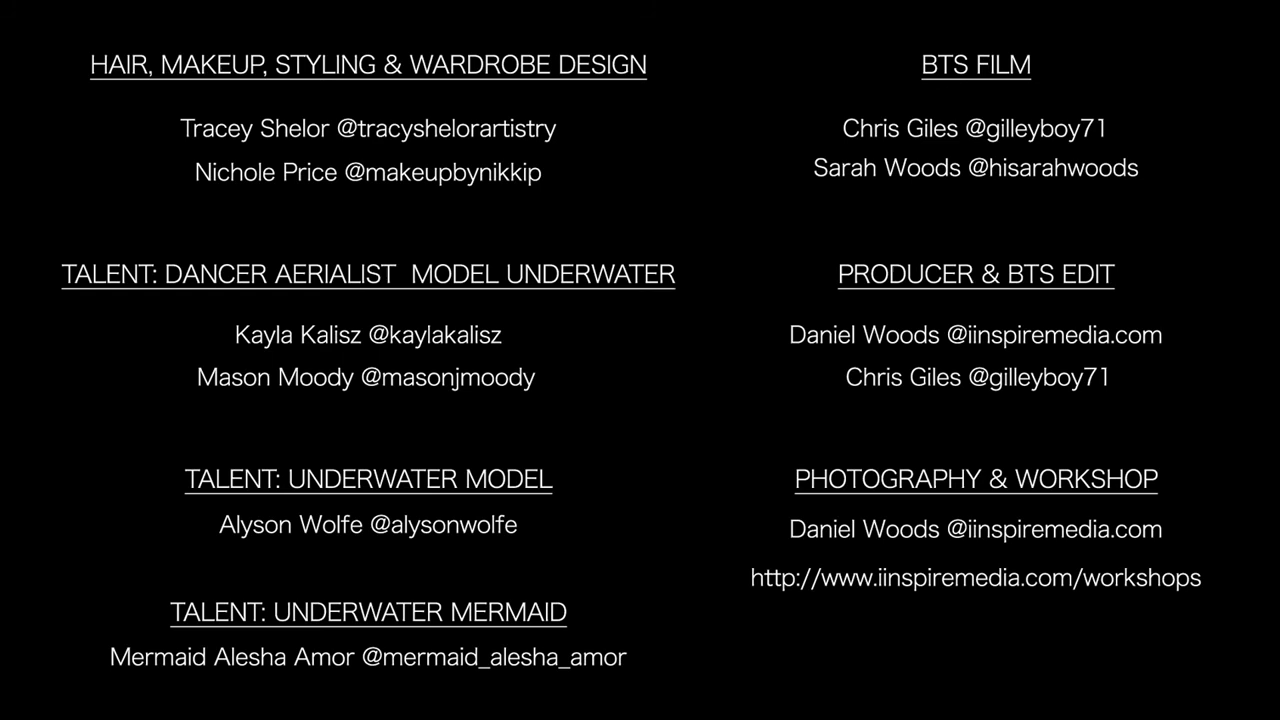 HAIR, MAKEUP, STYLING & WARDROBE DESIGN
Tracey Shelor @tracyshelorartistry
Nichole Price @makeupbynikkip
TALENT: DANCER AERIALIST  MODEL UNDERWATER
Kayla Kalisz @kaylakalisz
Mason Moody @masonjmoody
TALENT: UNDERWATER MODEL
Alyson Wolfe @alysonwolfe
TALENT: UNDERWATER MERMAID
Mermaid Alesha Amor @mermaid_alesha_amor
BTS FILM
Chris Giles @gilleyboy71
Sarah Woods @hisarahwoods
PRODUCER & BTS EDIT
Daniel Woods @iinspiremedia.com
Chris Giles @gilleyboy71
PHOTOGRAPHY & WORKSHOP
Daniel Woods @iinspiremedia.com
http://www.iinspiremedia.com/workshops